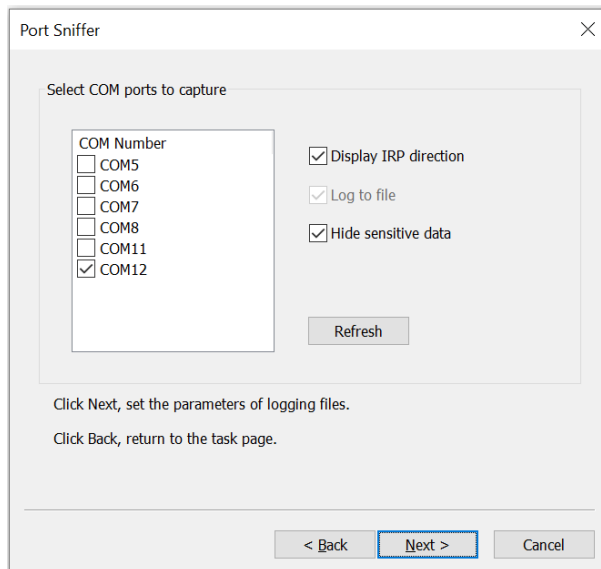 Port Sniffer
Select COM ports to capture
COM Number
COM5
COM6
COM7
COM8
COM11
COM12
Display IRP direction
Log to file
Hide sensitive data
Refresh
Click Next, set the parameters of logging files.
Click Back, return to the task page.
< Back
Next >
Cancel